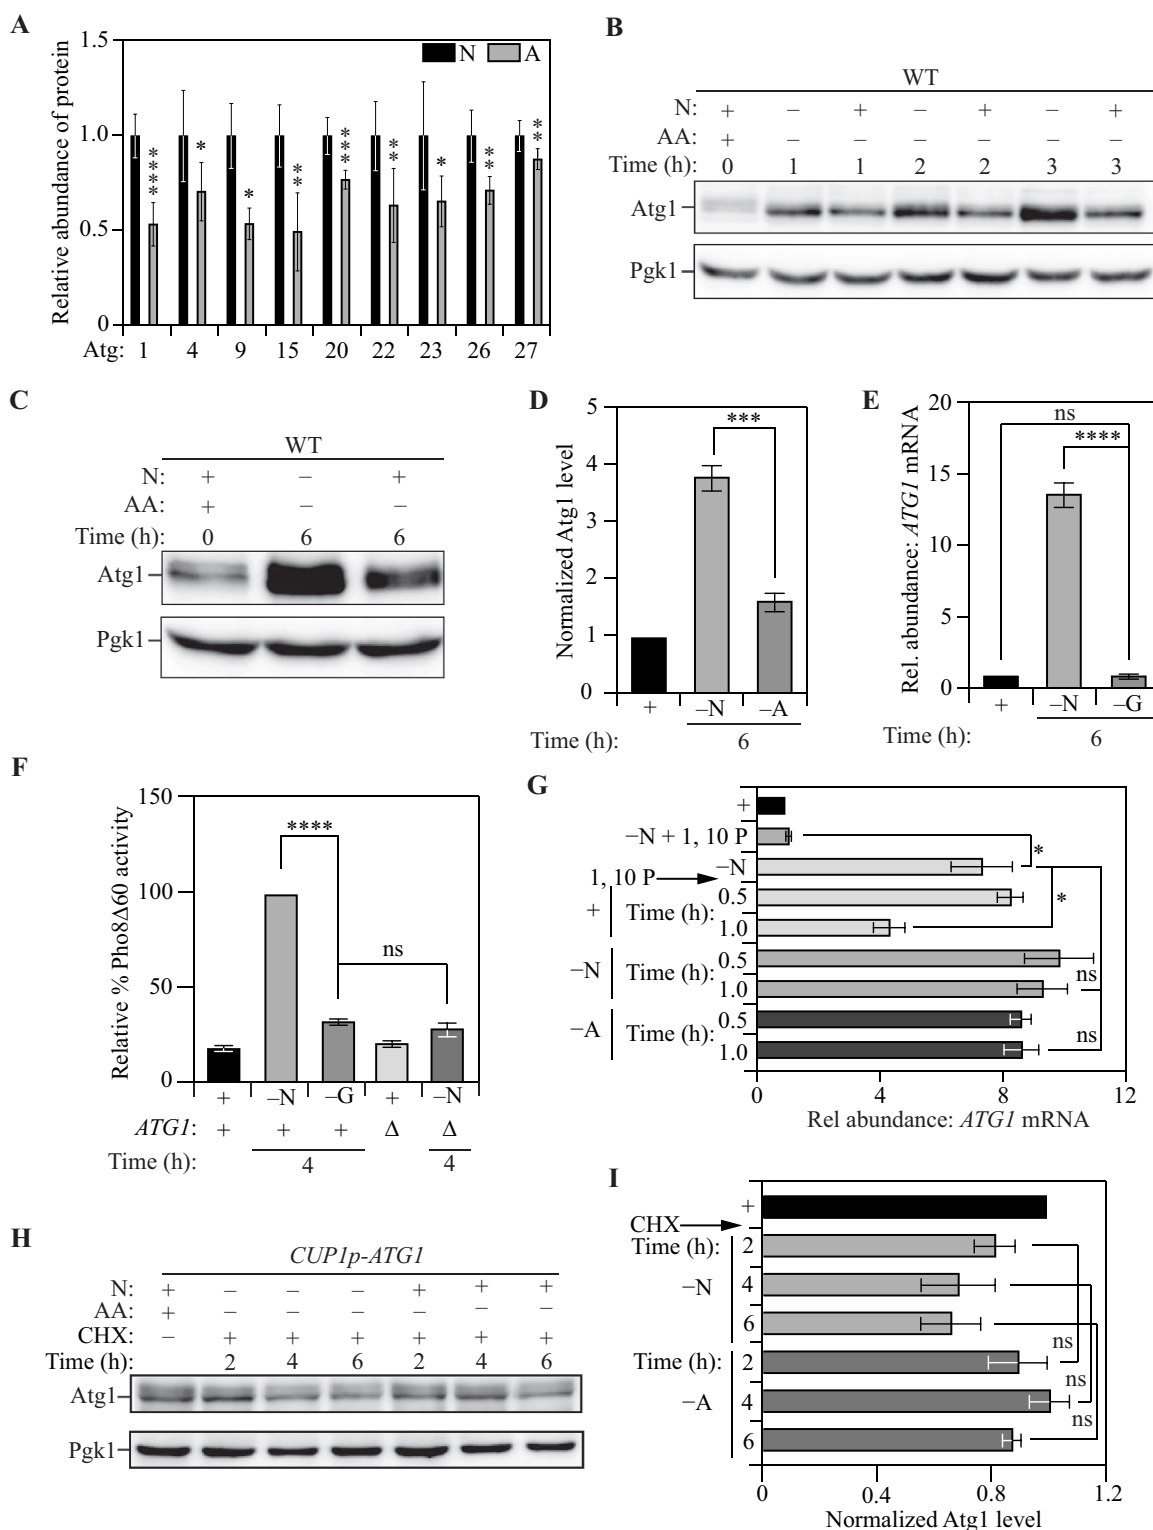 A
1.5
N A
Relative abundance of protein
1.0
0.5
0
**** * * ** *** ** * ** **
Atg: 1 4 9 15 20 22 23 26 27
B
WT
N: + − + − + − +
AA: + − − − − − −
Time (h): 0 1 1 2 2 3 3
Atg1
Pgk1
C
WT
N: + − +
AA: + − −
Time (h): 0 6 6
Atg1
Pgk1
D
Normalized Atg1 level
5
4
3
2
1
0
***
+ −N −A
Time (h): 6
E
Rel. abundance: ATG1 mRNA
20
15
10
5
0
ns
****
+ −N −G
Time (h): 6
F
Relative % Pho8Δ60 activity
150
100
50
0
****
ns
+ −N −G + −N
ATG1: + + + Δ Δ
Time (h): 4 4
G
+
−N + 1, 10 P
−N
1, 10 P
+ Time (h): 0.5
1.0
−N Time (h): 0.5
1.0
−A Time (h): 0.5
1.0
*
*
ns
ns
0 4 8 12
Rel abundance: ATG1 mRNA
H
CUP1p-ATG1
N: + − − − + + +
AA: + − − − − − −
CHX: − + + + + + +
Time (h): 2 4 6 2 4 6
Atg1
Pgk1
I
+
CHX
Time (h): 2
−N 4
6
Time (h): 2
−A 4
6
ns
ns
ns
0 0.4 0.8 1.2
Normalized Atg1 level